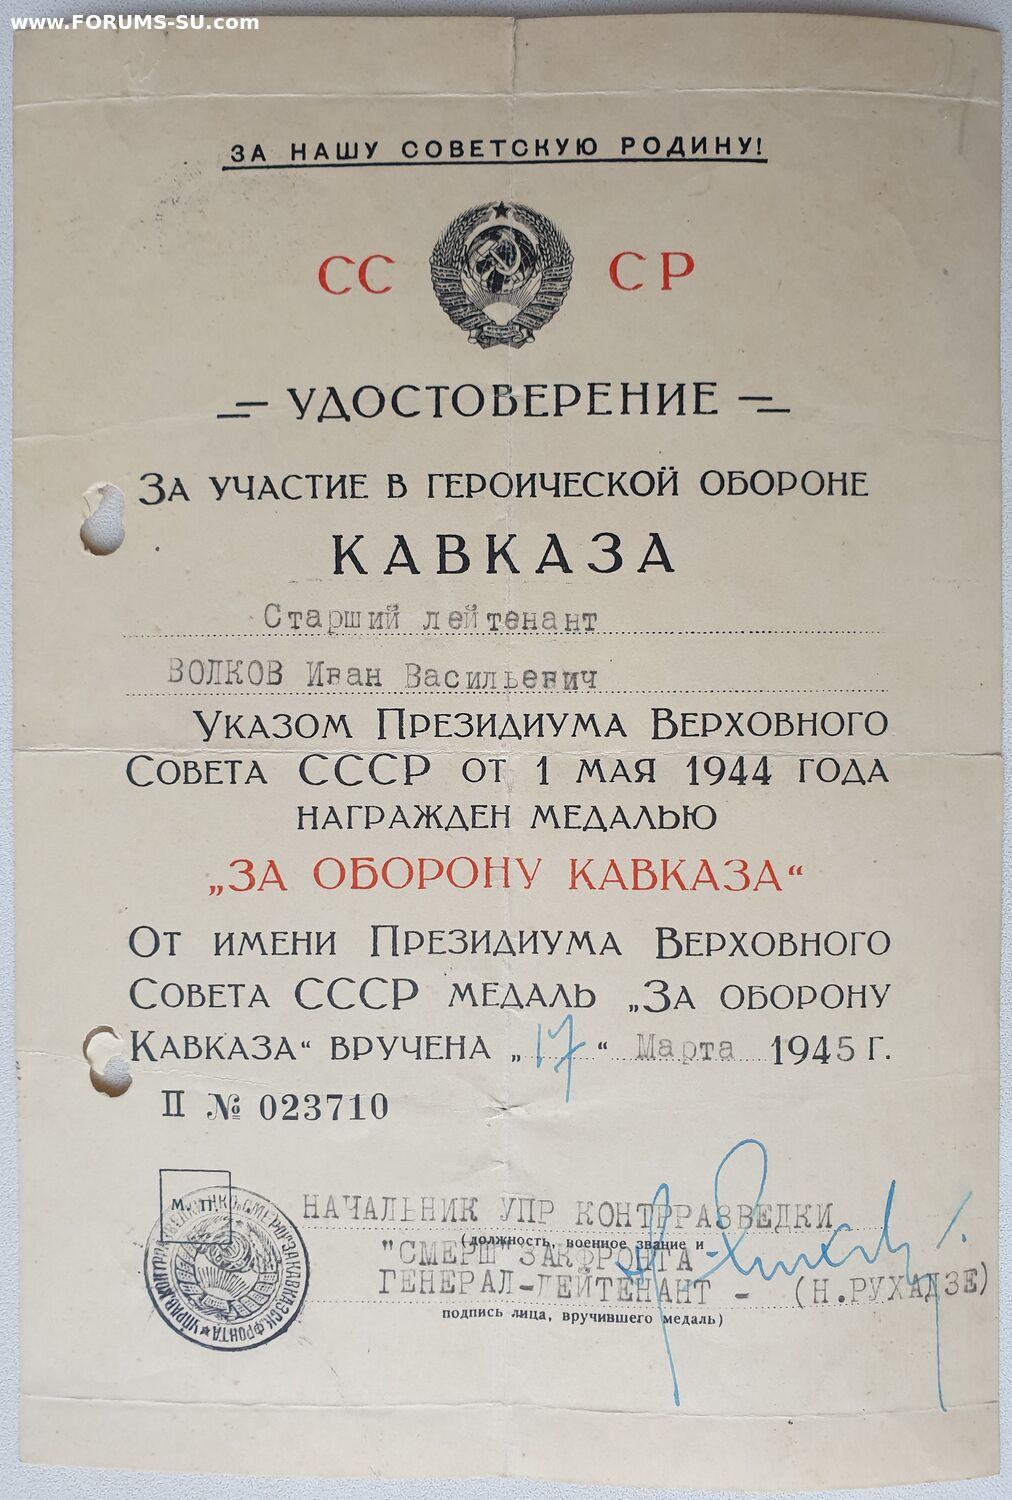 www.FORUMS-SU.com
ЗА НАШУ СОВЕТСКУЮ РОДИНУ!
СС СР
УДОСТОВЕРЕНИЕ
ЗА УЧАСТИЕ В ГЕРОИЧЕСКОЙ ОБОРОНЕ
КАВКАЗА
Старший лейтенант
ВОЛКОВ Иван Васильевич
УКАЗОМ ПРЕЗИДИУМА ВЕРХОВНОГО
СОВЕТА СССР ОТ 1 МАЯ 1944 ГОДА
НАГРАЖДЕН МЕДАЛЬЮ
„ЗА ОБОРОНУ КАВКАЗА“
ОТ ИМЕНИ ПРЕЗИДИУМА ВЕРХОВНОГО
СОВЕТА СССР МЕДАЛЬ „ЗА ОБОРОНУ
КАВКАЗА“ ВРУЧЕНА „17“ Марта 1945 Г.
II № 023710
М. П.
НАЧАЛЬНИК УПР КОНТРРАЗВЕДКИ
(должность, военное звание и
"СМЕРШ" ЗАКФРОНТА
ГЕНЕРАЛ-ЛЕЙТЕНАНТ - (Н.РУХАДЗЕ)
подпись лица, вручившего медаль)